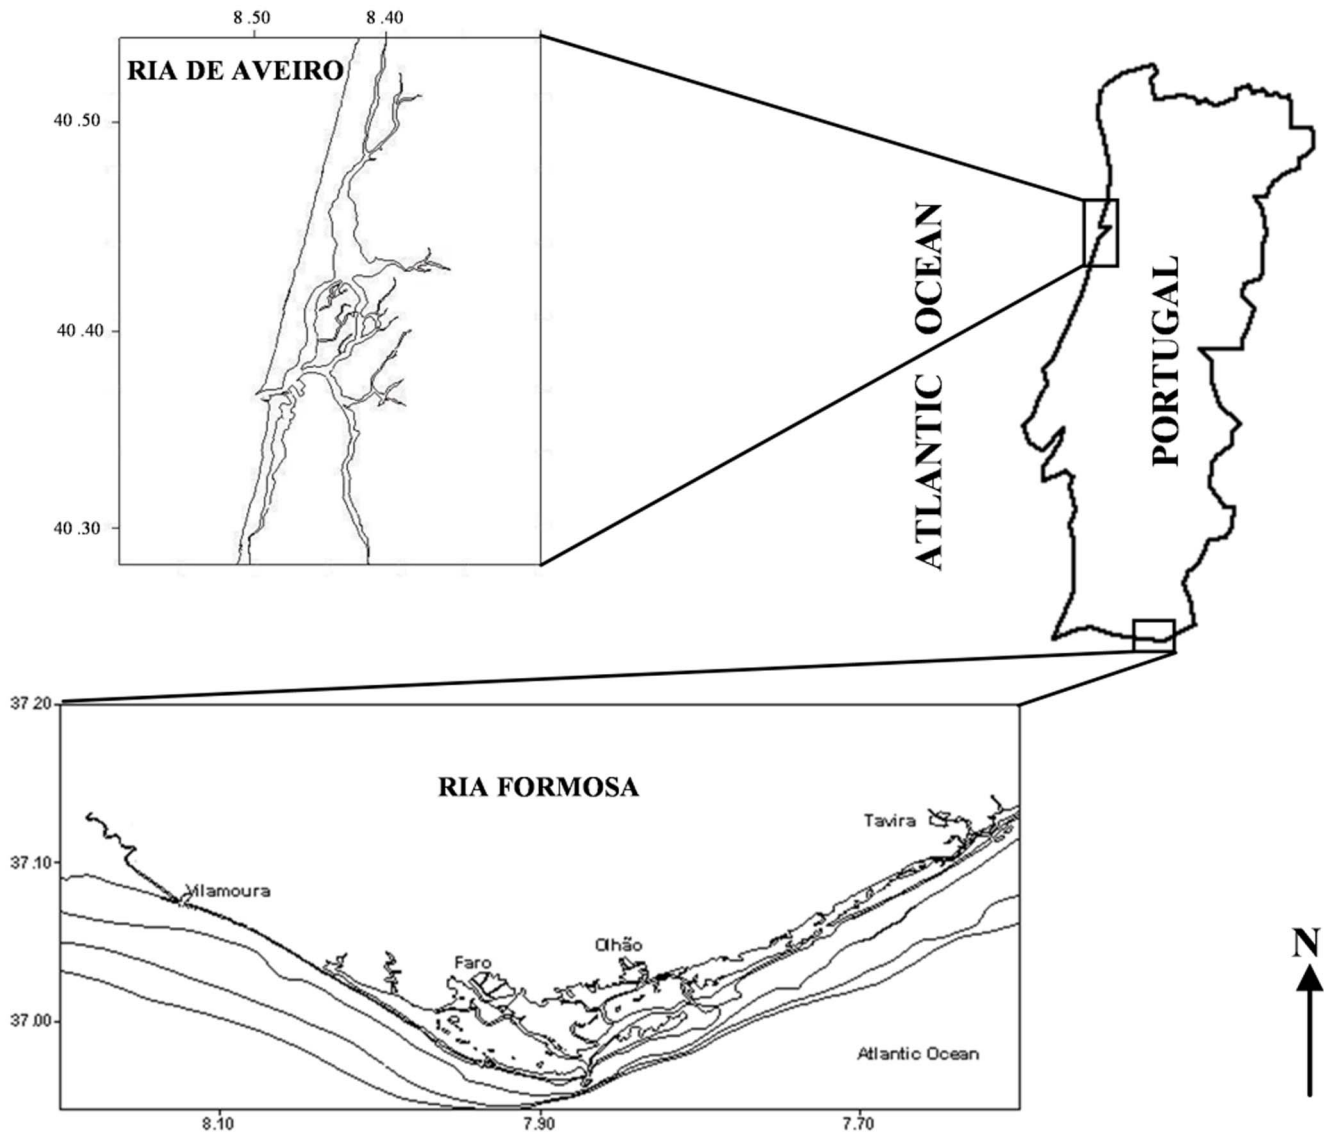 8 .50
8 .40
RIA DE AVEIRO
40 .50
40 .40
40 .30
ATLANTIC OCEAN
PORTUGAL
37 20
RIA FORMOSA
Tavira
37.10
Vilamoura
Olhão
Faro
37.00
Atlantic Ocean
8.10
7.90
7.70
N